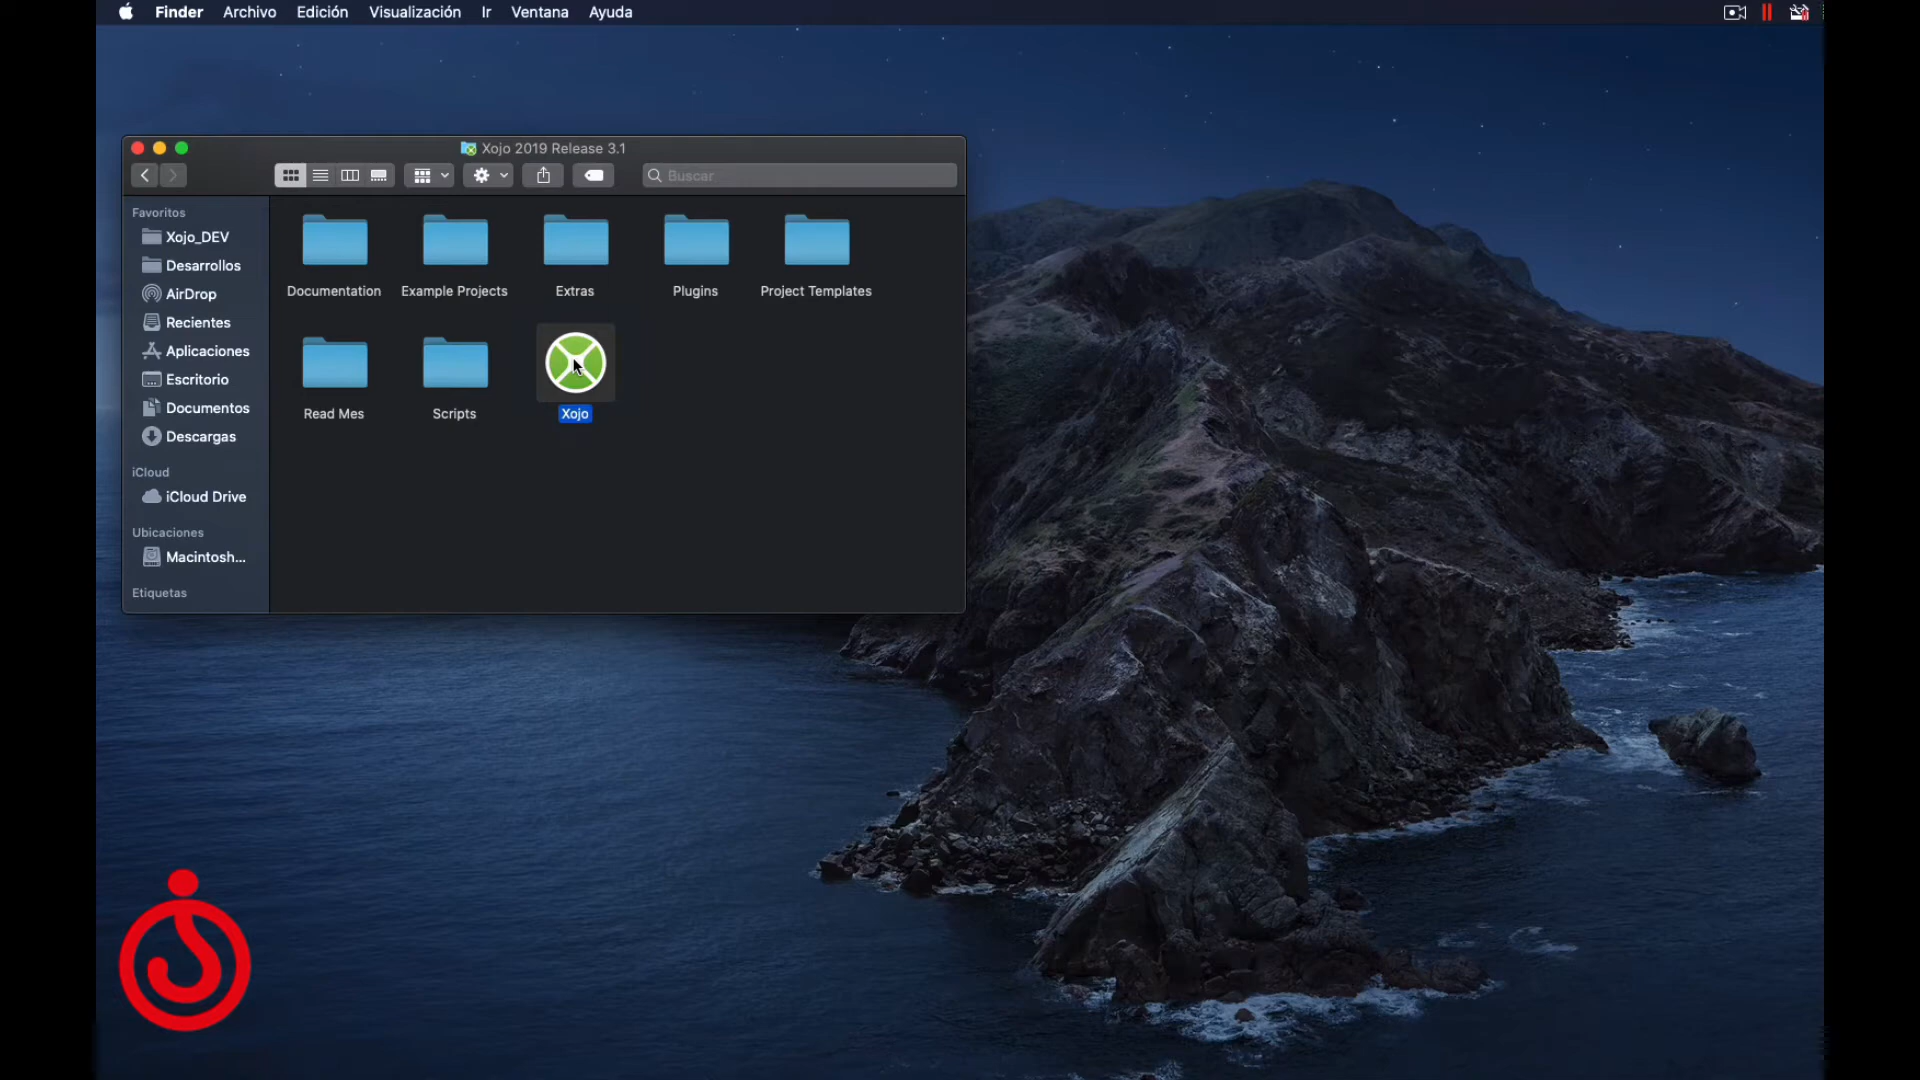 Finder Archivo Edición Visualización Ir Ventana Ayuda
Xojo 2019 Release 3.1
Buscar
Favoritos
Xojo_DEV
Desarrollos
AirDrop
Recientes
Aplicaciones
Escritorio
Documentos
Descargas
iCloud
iCloud Drive
Ubicaciones
Macintosh...
Etiquetas
Documentation Example Projects Extras Plugins Project Templates
Read Mes Scripts Xojo